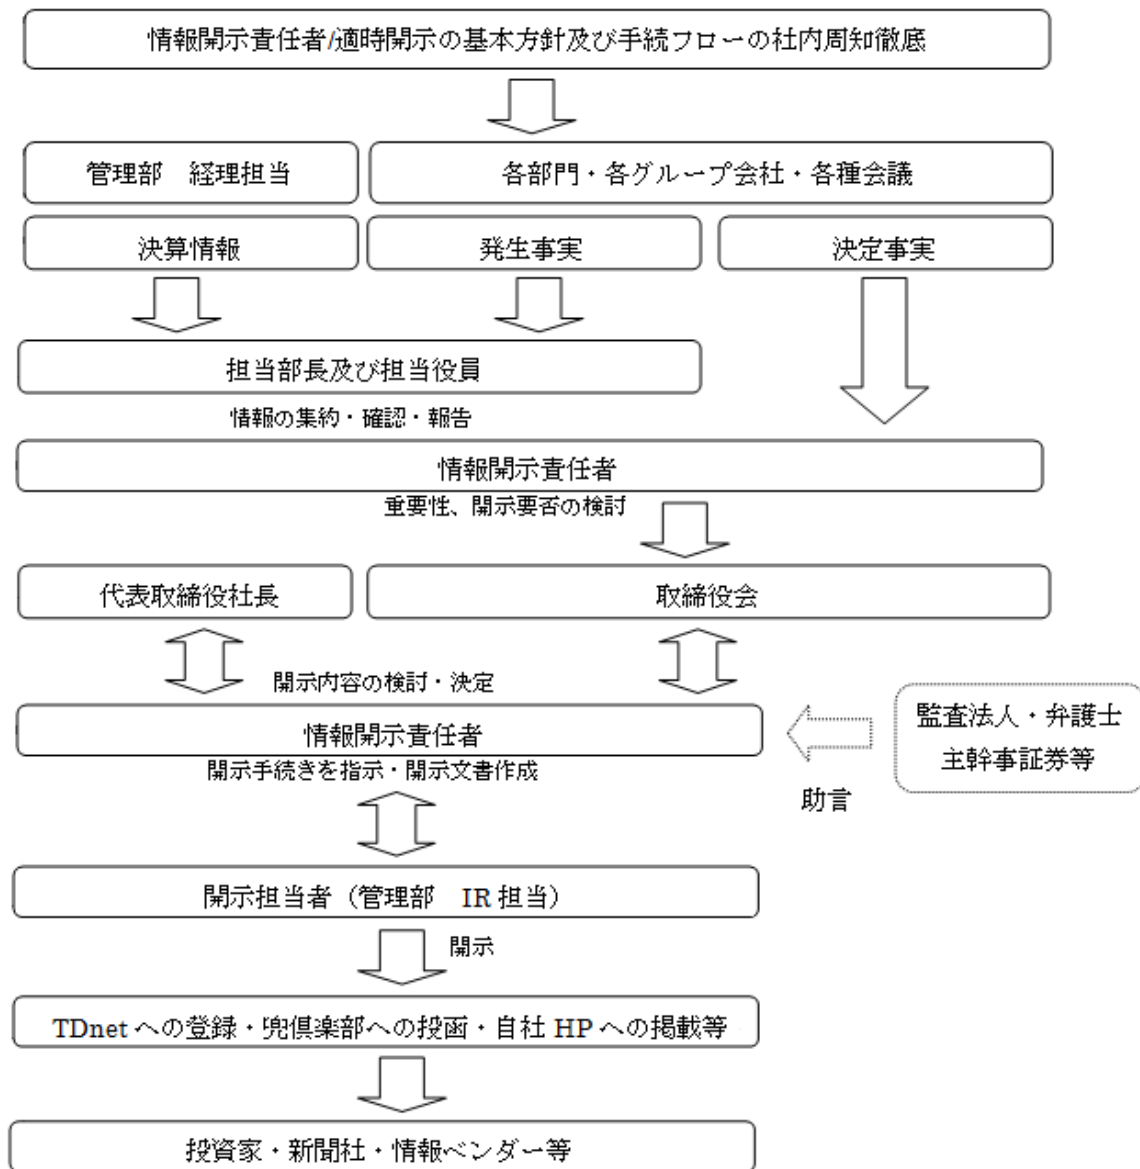 情報開示責任者/適時開示の基本方針及び手続フローの社内周知徹底
管理部　経理担当
各部門・各グループ会社・各種会議
決算情報
発生事実
決定事実
担当部長及び担当役員
情報の集約・確認・報告
情報開示責任者
重要性、開示要否の検討
代表取締役社長
取締役会
開示内容の検討・決定
情報開示責任者
開示手続きを指示・開示文書作成
監査法人・弁護士
主幹事証券等
助言
開示担当者（管理部　IR 担当）
開示
TDnet への登録・兜倶楽部への投函・自社 HP への掲載等
投資家・新聞社・情報ベンダー等